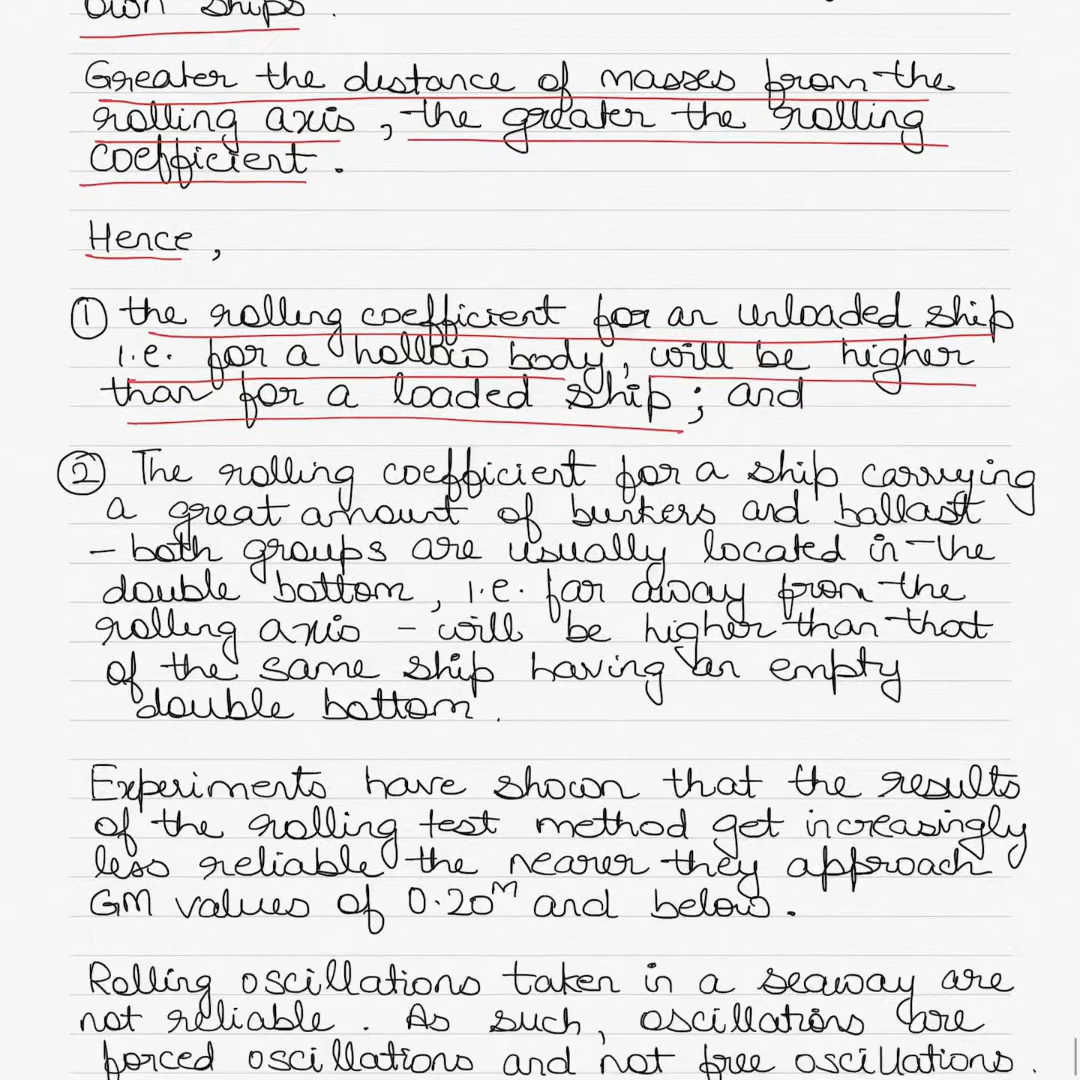 own ships.
Greater the distance of masses from the
rolling axis, the greater the rolling
coefficient.
Hence,
① the rolling coefficient for an unloaded ship
i.e. for a hollow body, will be higher
than for a loaded ship; and
② The rolling coefficient for a ship carrying
a great amount of bunkers and ballast
- both groups are usually located in the
double bottom, i.e. far away from the
rolling axis - will be higher than that
of the same ship having an empty
double bottom.
Experiments have shown that the results
of the rolling test method get increasingly
less reliable the nearer they approach
GM values of 0.20ᴹ and below.
Rolling oscillations taken in a seaway are
not reliable. As such, oscillations are
forced oscillations and not free oscillations.